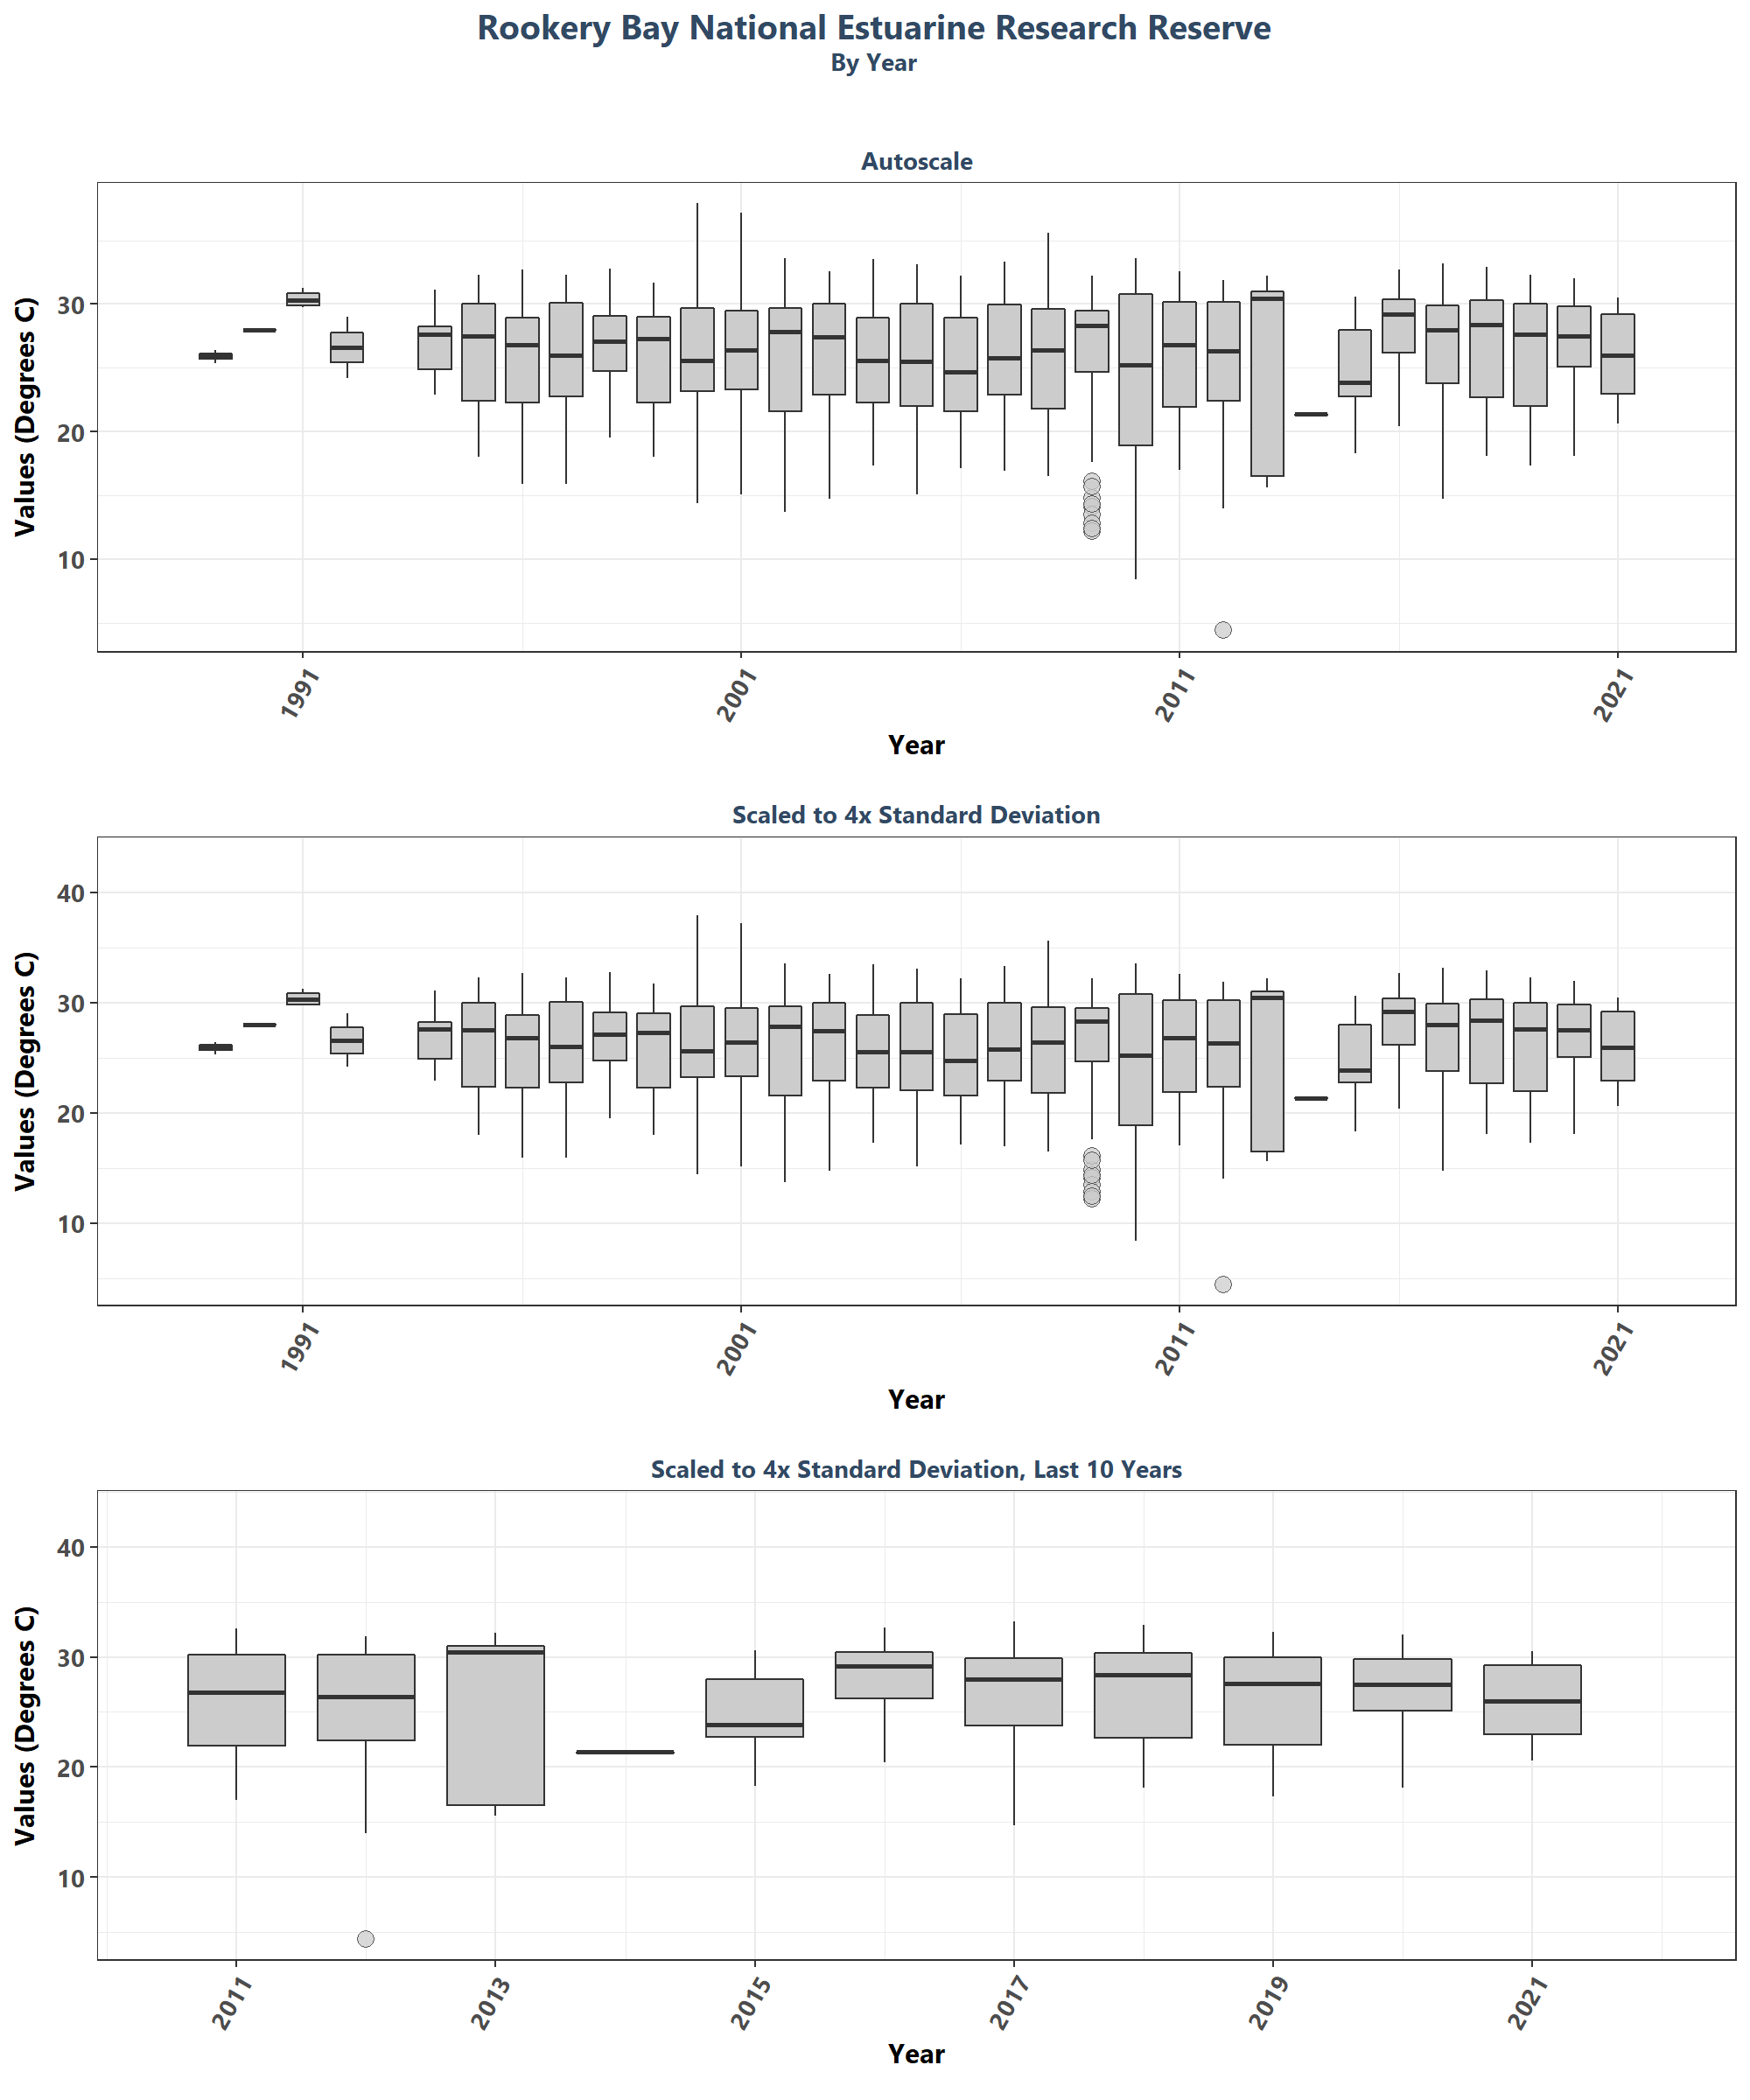 Rookery Bay National Estuarine Research Reserve
By Year
Autoscale
Values (Degrees C)
30
20
10
1991
2001
2011
2021
Year
Scaled to 4x Standard Deviation
Values (Degrees C)
40
30
20
10
1991
2001
2011
2021
Year
Scaled to 4x Standard Deviation, Last 10 Years
Values (Degrees C)
40
30
20
10
2011
2013
2015
2017
2019
2021
Year